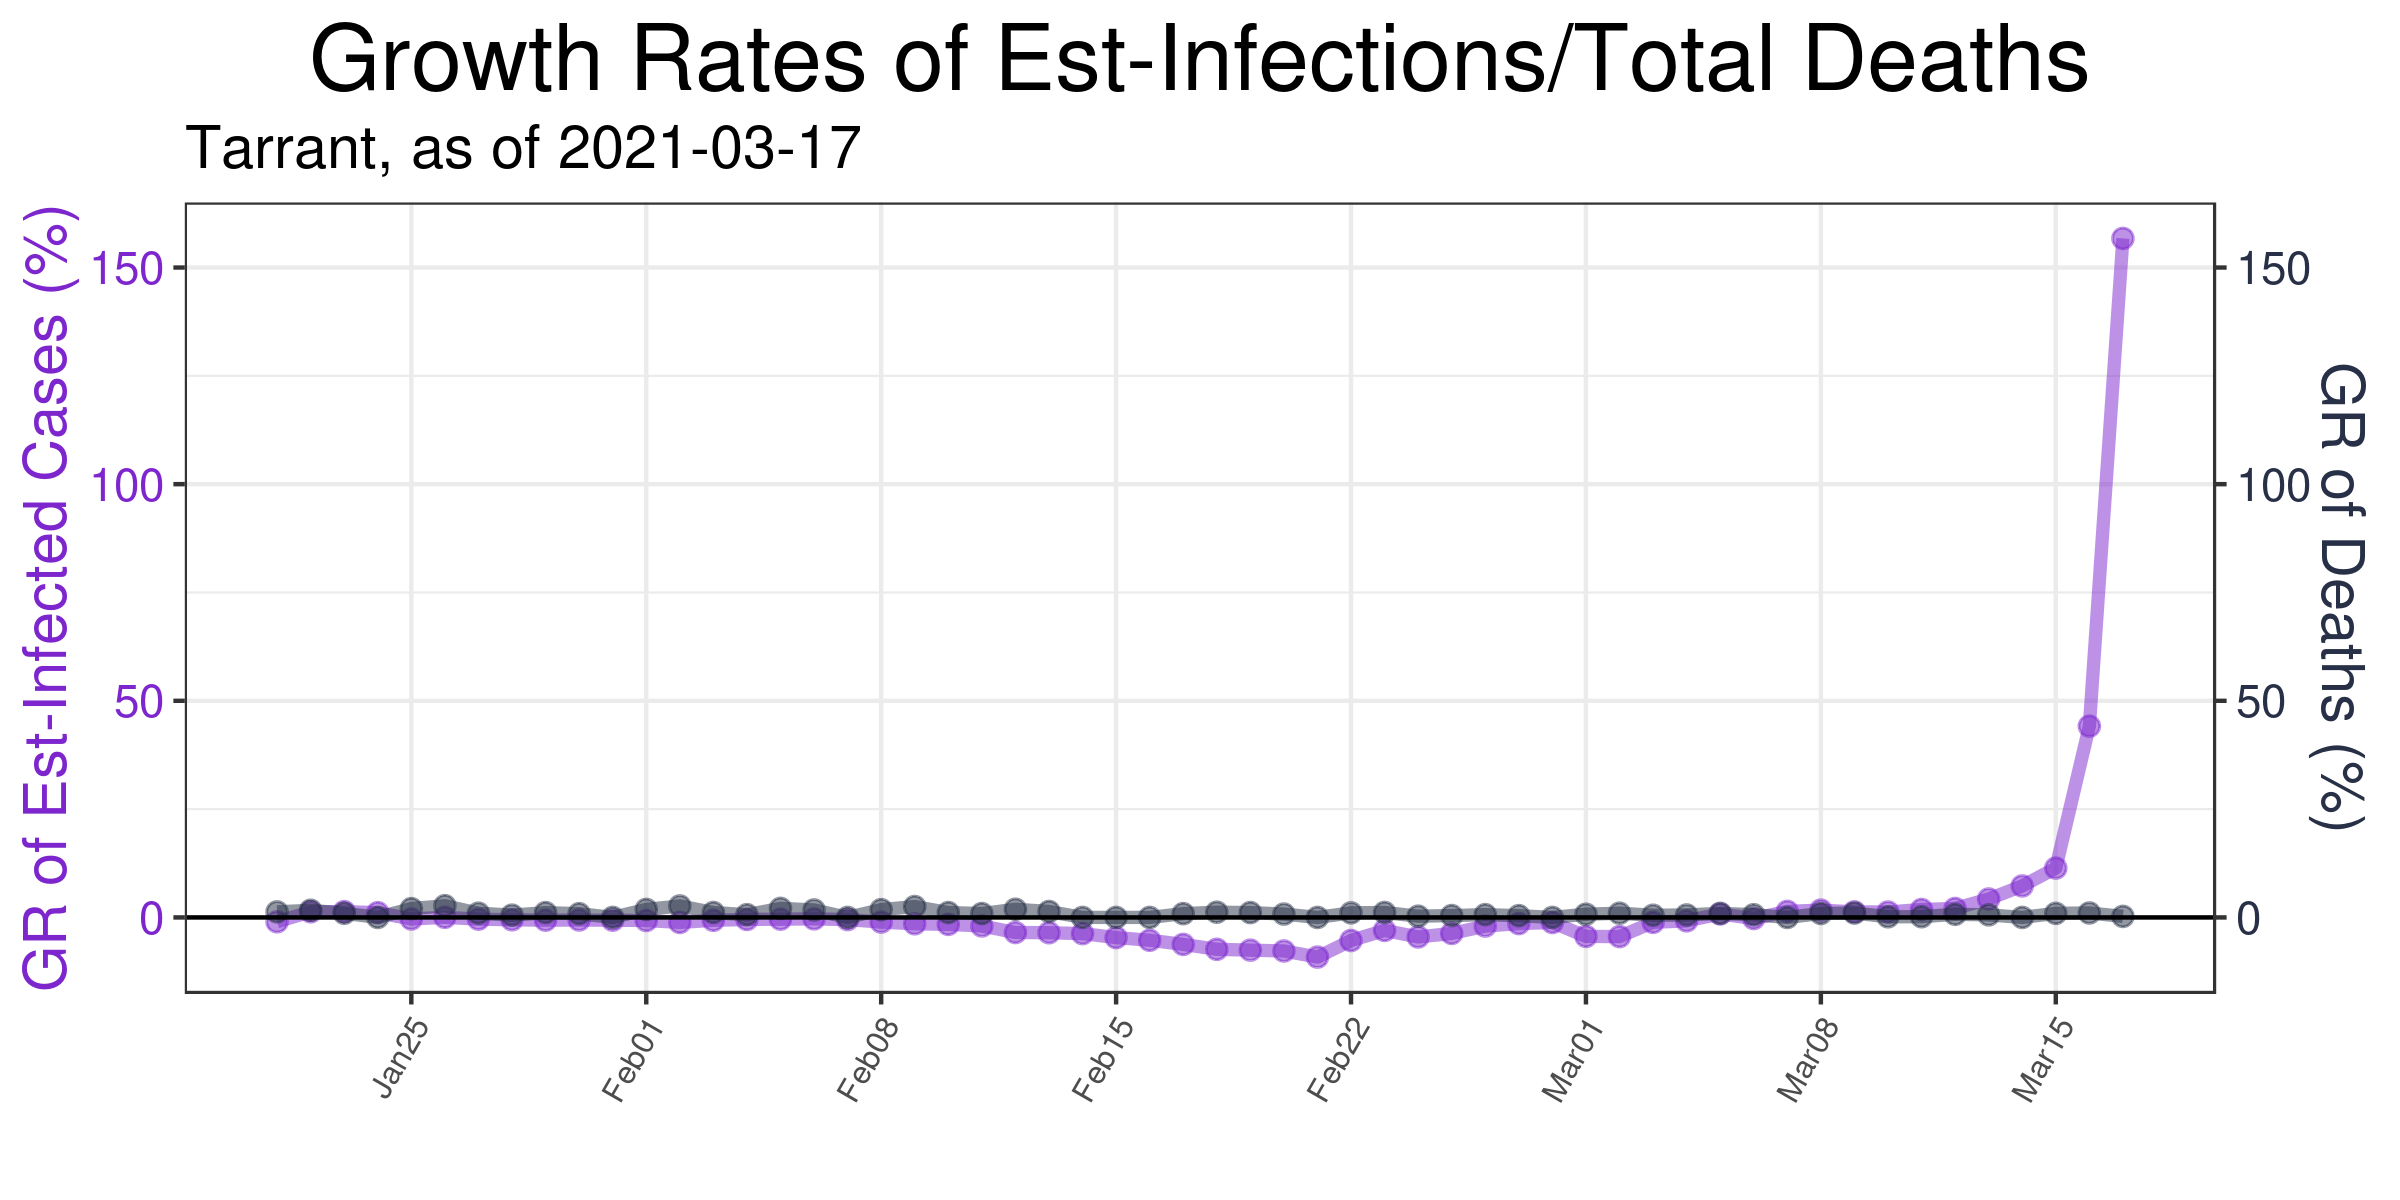 Growth Rates of Est-Infections/Total Deaths
Tarrant, as of 2021-03-17
GR of Est-Infected Cases (%)
150
100
50
0
150
100
50
0
GR of Deaths (%)
Jan25
Feb01
Feb08
Feb15
Feb22
Mar01
Mar08
Mar15